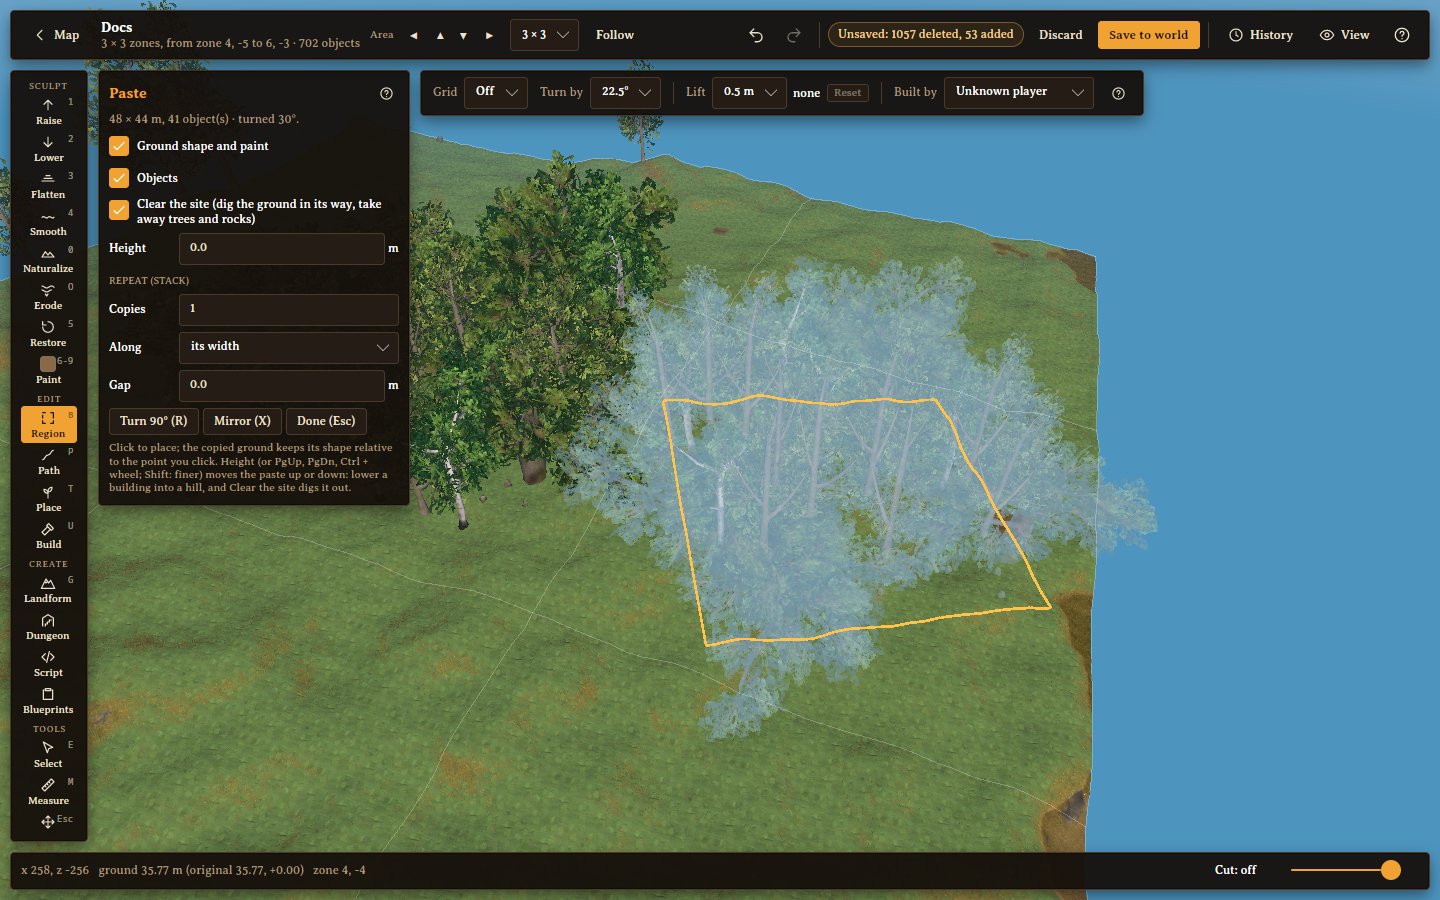 Map
Docs
3 × 3 zones, from zone 4, -5 to 6, -3 · 702 objects
Area
3 × 3
Follow
Unsaved: 1057 deleted, 53 added
Discard
Save to world
History
View
SCULPT
Raise 1
Lower 2
Flatten 3
Smooth 4
Naturalize 0
Erode O
Restore 5
Paint 6-9
EDIT
Region B
Path P
Place T
Build U
CREATE
Landform G
Dungeon
Script
Blueprints
TOOLS
Select E
Measure M
Esc
Paste
48 × 44 m, 41 object(s) · turned 30°.
Ground shape and paint
Objects
Clear the site (dig the ground in its way, take
away trees and rocks)
Height 0.0 m
REPEAT (STACK)
Copies 1
Along its width
Gap 0.0 m
Turn 90° (R) Mirror (X) Done (Esc)
Click to place; the copied ground keeps its shape relative
to the point you click. Height (or PgUp, PgDn, Ctrl +
wheel; Shift: finer) moves the paste up or down: lower a
building into a hill, and Clear the site digs it out.
Grid Off Turn by 22.5° Lift 0.5 m none Reset Built by Unknown player
x 258, z -256 ground 35.77 m (original 35.77, +0.00) zone 4, -4
Cut: off